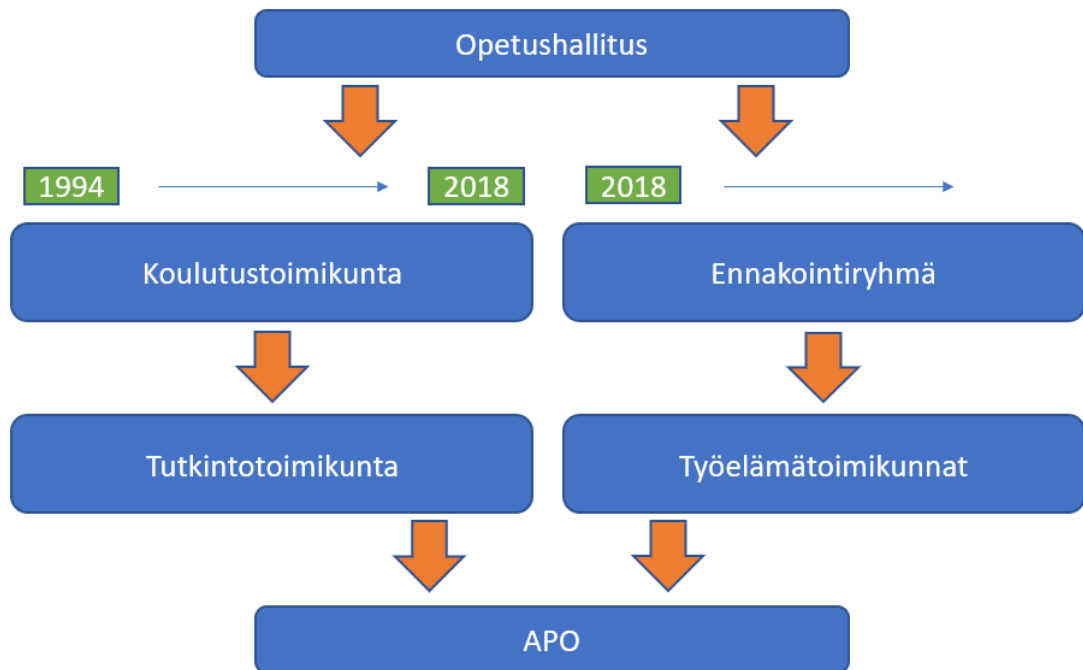 Opetushallitus
1994
2018
2018
Koulutustoimikunta
Ennakointiryhmä
Tutkintotoimikunta
Työelämätoimikunnat
APO